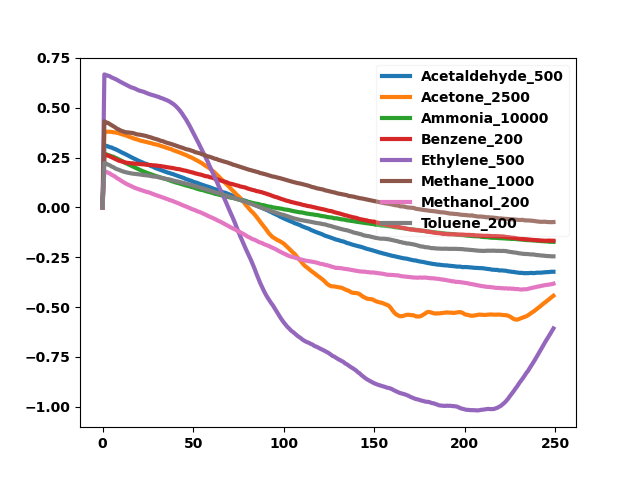 0.75
0.50
0.25
0.00
−0.25
−0.50
−0.75
−1.00
0
50
100
150
200
250
Acetaldehyde_500
Acetone_2500
Ammonia_10000
Benzene_200
Ethylene_500
Methane_1000
Methanol_200
Toluene_200